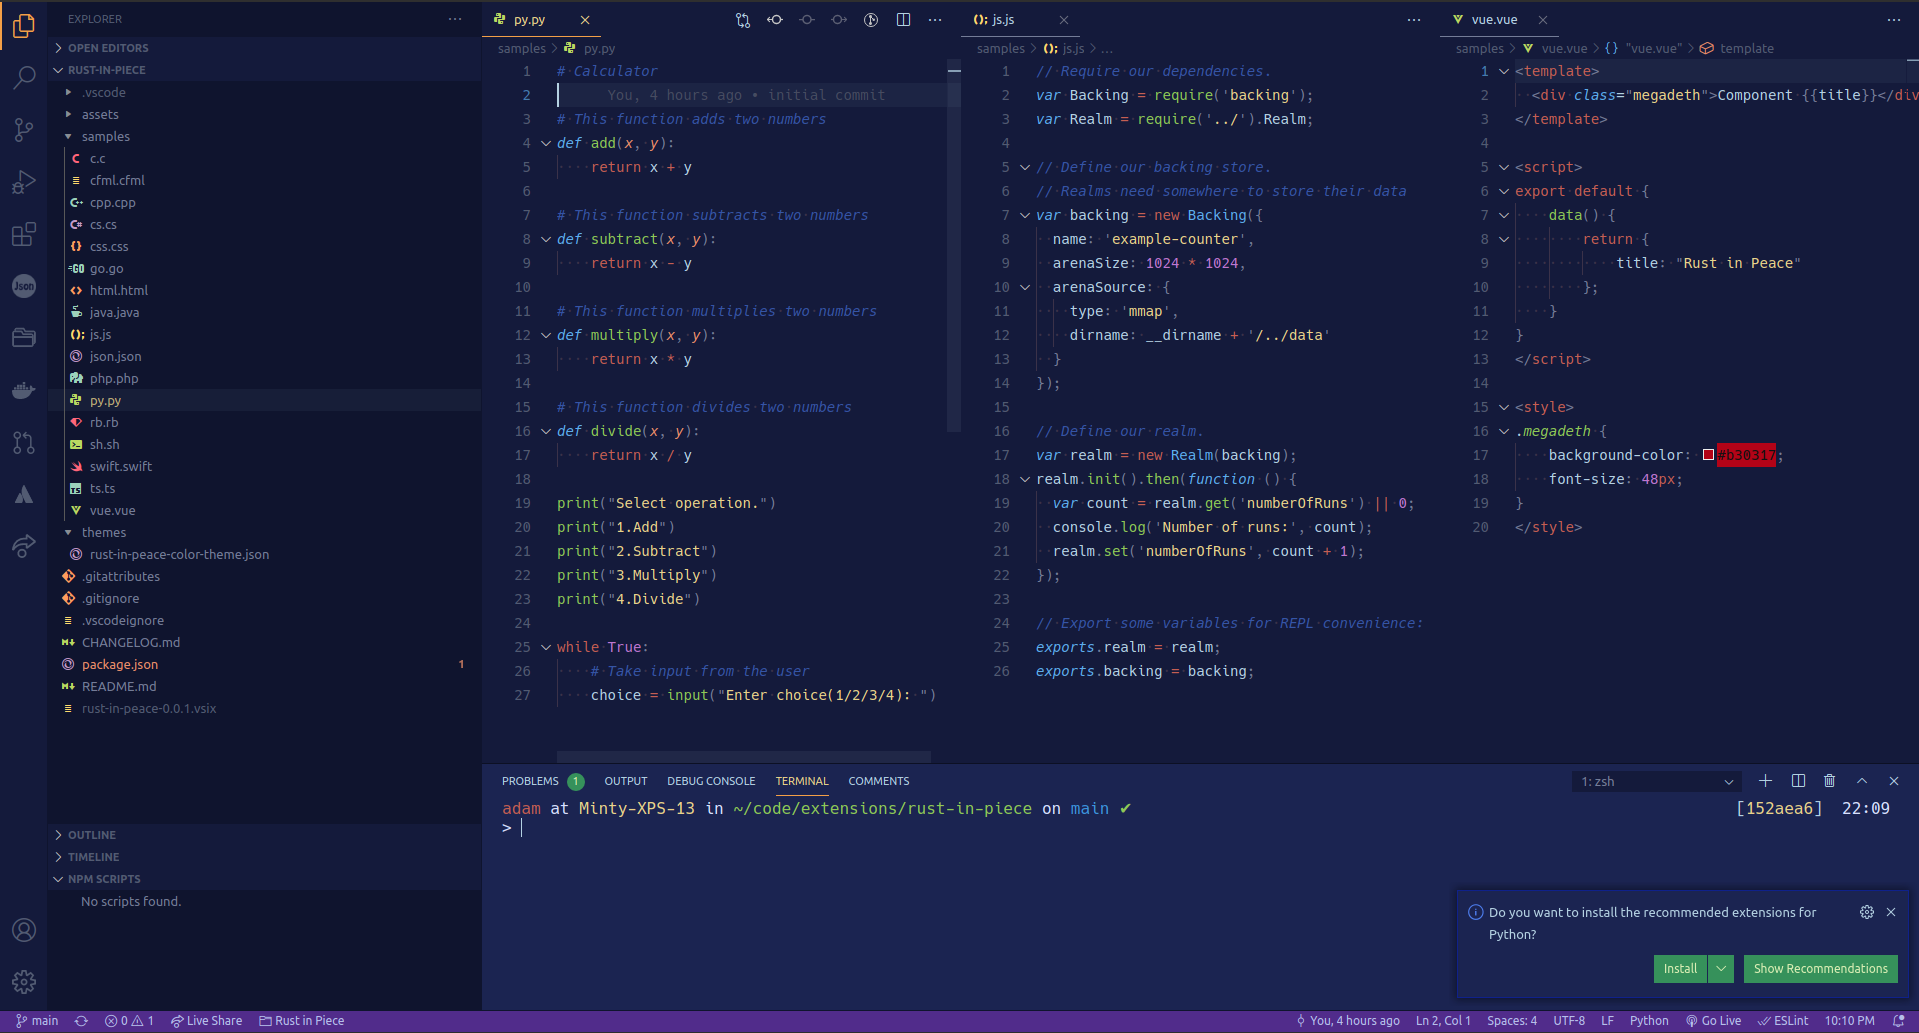 EXPLORER
OPEN EDITORS
RUST-IN-PIECE
.vscode
assets
samples
c.c
cfml.cfml
cpp.cpp
cs.cs
css.css
go.go
html.html
java.java
js.js
json.json
php.php
py.py
rb.rb
sh.sh
swift.swift
ts.ts
vue.vue
themes
rust-in-peace-color-theme.json
.gitattributes
.gitignore
.vscodeignore
CHANGELOG.md
package.json 1
README.md
rust-in-peace-0.0.1.vsix
OUTLINE
TIMELINE
NPM SCRIPTS
No scripts found.
py.py
samples > py.py
1 # Calculator
2 You, 4 hours ago • initial commit
3 # This function adds two numbers
4 def add(x, y):
5 return x + y
6
7 # This function subtracts two numbers
8 def subtract(x, y):
9 return x - y
10
11 # This function multiplies two numbers
12 def multiply(x, y):
13 return x * y
14
15 # This function divides two numbers
16 def divide(x, y):
17 return x / y
18
19 print("Select operation.")
20 print("1.Add")
21 print("2.Subtract")
22 print("3.Multiply")
23 print("4.Divide")
24
25 while True:
26 # Take input from the user
27 choice = input("Enter choice(1/2/3/4): ")
js.js
samples > js.js > ...
1 // Require our dependencies.
2 var Backing = require('backing');
3 var Realm = require('../').Realm;
4
5 // Define our backing store.
6 // Realms need somewhere to store their data
7 var backing = new Backing({
8 name: 'example-counter',
9 arenaSize: 1024 * 1024,
10 arenaSource: {
11 type: 'mmap',
12 dirname: __dirname + '/../data'
13 }
14 });
15
16 // Define our realm.
17 var realm = new Realm(backing);
18 realm.init().then(function () {
19 var count = realm.get('numberOfRuns') || 0;
20 console.log('Number of runs:', count);
21 realm.set('numberOfRuns', count + 1);
22 });
23
24 // Export some variables for REPL convenience:
25 exports.realm = realm;
26 exports.backing = backing;
vue.vue
samples > vue.vue > {} "vue.vue" > template
1 <template>
2 <div class="megadeth">Component {{title}}</div
3 </template>
4
5 <script>
6 export default {
7 data() {
8 return {
9 title: "Rust in Peace"
10 };
11 }
12 }
13 </script>
14
15 <style>
16 .megadeth {
17 background-color: #b30317;
18 font-size: 48px;
19 }
20 </style>
PROBLEMS 1 OUTPUT DEBUG CONSOLE TERMINAL COMMENTS 1: zsh
adam at Minty-XPS-13 in ~/code/extensions/rust-in-piece on main ✔ [152aea6] 22:09
>
Json
Do you want to install the recommended extensions for
Python?
Install Show Recommendations
main 0 1 Live Share Rust in Piece You, 4 hours ago Ln 2, Col 1 Spaces: 4 UTF-8 LF Python Go Live ESLint 10:10 PM